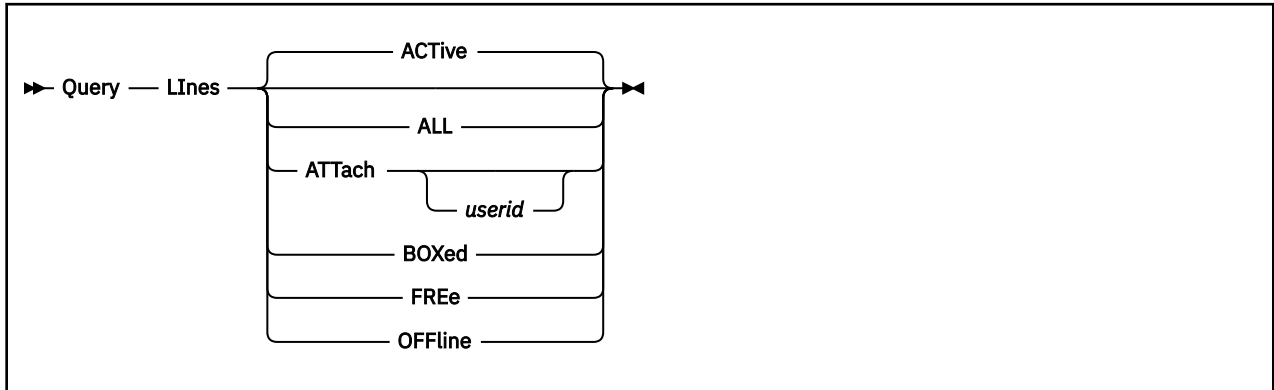 ACTive
Query LInes
ALL
ATTach
userid
BOXed
FREe
OFFline